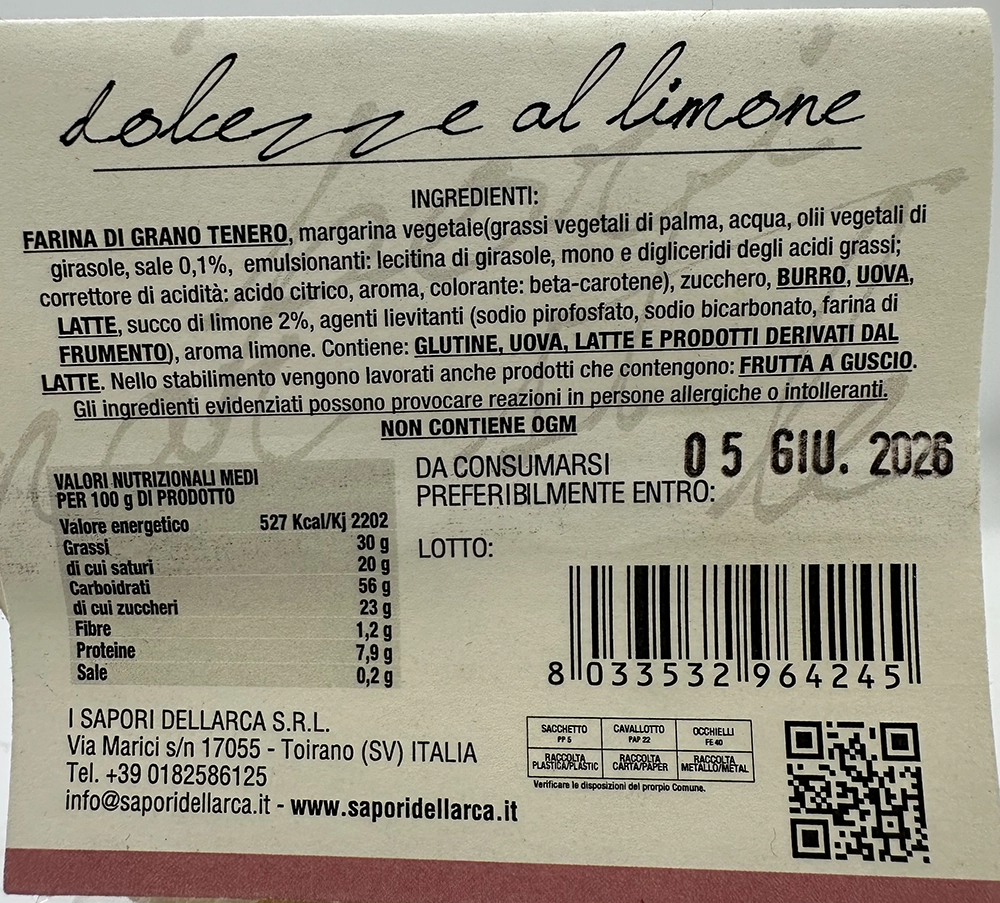 dolcezze al limone
INGREDIENTI:
FARINA DI GRANO TENERO, margarina vegetale(grassi vegetali di palma, acqua, olii vegetali di
girasole, sale 0,1%, emulsionanti: lecitina di girasole, mono e digliceridi degli acidi grassi;
correttore di acidità: acido citrico, aroma, colorante: beta-carotene), zucchero, BURRO, UOVA,
LATTE, succo di limone 2%, agenti lievitanti (sodio pirofosfato, sodio bicarbonato, farina di
FRUMENTO), aroma limone. Contiene: GLUTINE, UOVA, LATTE E PRODOTTI DERIVATI DAL
LATTE. Nello stabilimento vengono lavorati anche prodotti che contengono: FRUTTA A GUSCIO.
Gli ingredienti evidenziati possono provocare reazioni in persone allergiche o intolleranti.
NON CONTIENE OGM
DA CONSUMARSI
PREFERIBILMENTE ENTRO:
05 GIU. 2026
LOTTO:
VALORI NUTRIZIONALI MEDI
PER 100 g DI PRODOTTO
Valore energetico 527 Kcal/Kj 2202
Grassi 30 g
di cui saturi 20 g
Carboidrati 56 g
di cui zuccheri 23 g
Fibre 1,2 g
Proteine 7,9 g
Sale 0,2 g
8 033532 964245
I SAPORI DELLARCA S.R.L.
Via Marici s/n 17055 - Toirano (SV) ITALIA
Tel. +39 0182586125
info@saporidellarca.it - www.saporidellarca.it
SACCHETTO CAVALLOTTO OCCHIELLI
PP 5 PAP 22 FE 40
RACCOLTA RACCOLTA RACCOLTA
PLASTICA/PLASTIC CARTA/PAPER METALLO/METAL
Verificare le disposizioni del prorpio Comune.